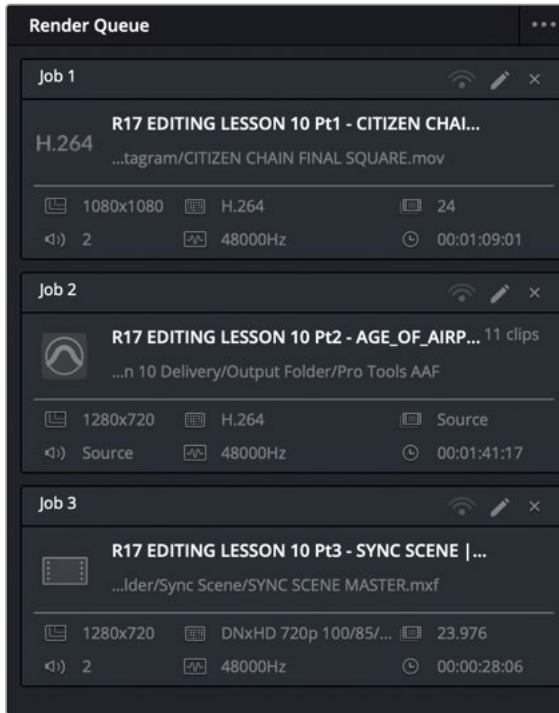 Render Queue
Job 1
H.264
R17 EDITING LESSON 10 Pt1 - CITIZEN CHAI...
...tagram/CITIZEN CHAIN FINAL SQUARE.mov
1080x1080 H.264 24
2 48000Hz 00:01:09:01
Job 2
R17 EDITING LESSON 10 Pt2 - AGE_OF_AIRP... 11 clips
...n 10 Delivery/Output Folder/Pro Tools AAF
1280x720 H.264 Source
Source 48000Hz 00:01:41:17
Job 3
R17 EDITING LESSON 10 Pt3 - SYNC SCENE |...
...lder/Sync Scene/SYNC SCENE MASTER.mxf
1280x720 DNxHD 720p 100/85/... 23.976
2 48000Hz 00:00:28:06